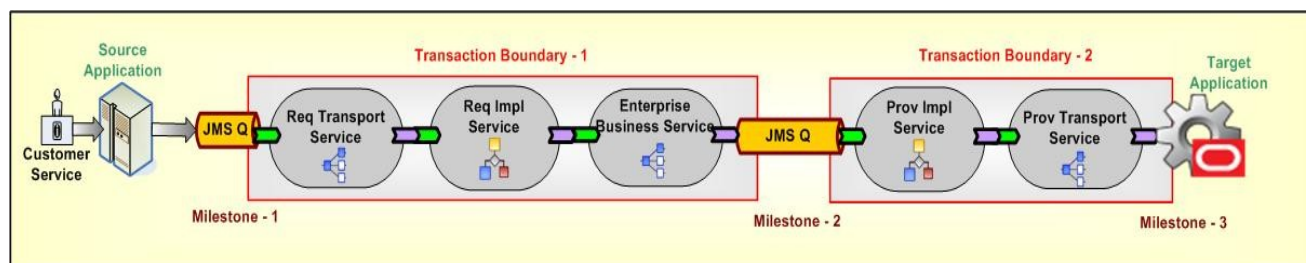 Source
Application
Transaction Boundary - 1
Transaction Boundary - 2
Target
Application
Customer
Service
JMS Q
Req Transport
Service
Req Impl
Service
Enterprise
Business Service
JMS Q
Prov Impl
Service
Prov Transport
Service
Milestone - 1
Milestone - 2
Milestone - 3